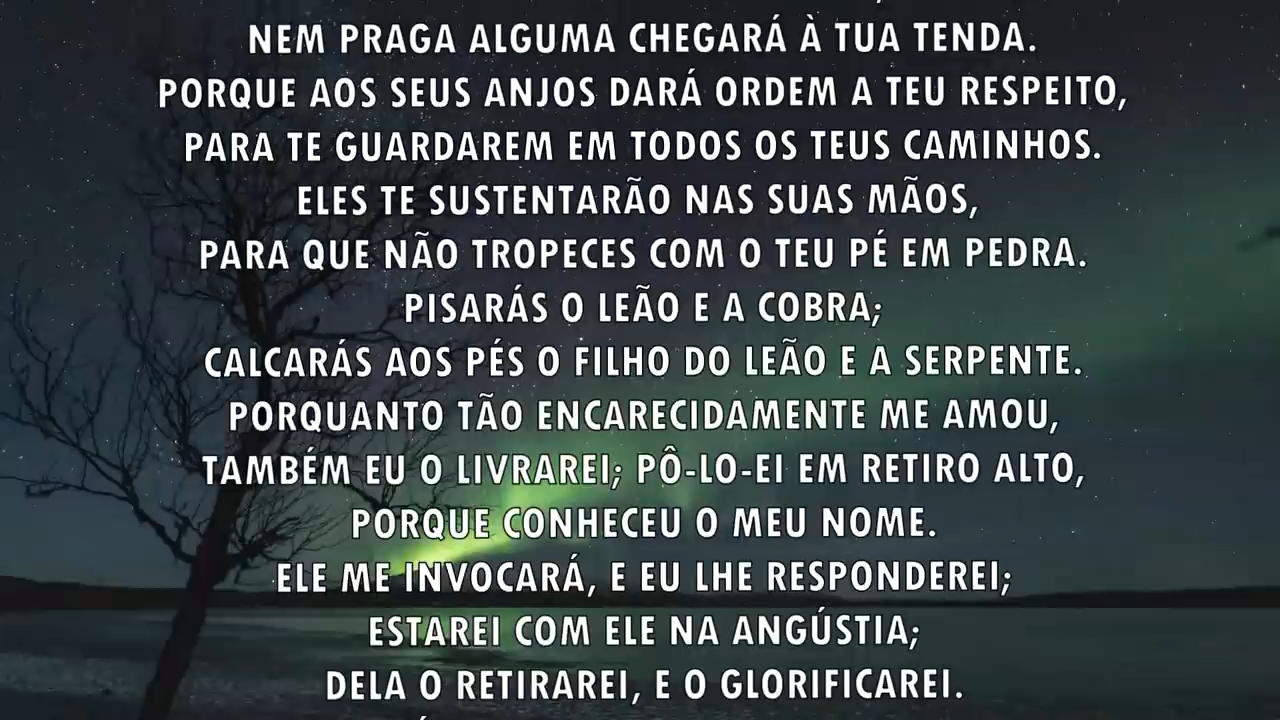 NEM PRAGA ALGUMA CHEGARÁ À TUA TENDA.
PORQUE AOS SEUS ANJOS DARÁ ORDEM A TEU RESPEITO,
PARA TE GUARDAREM EM TODOS OS TEUS CAMINHOS.
ELES TE SUSTENTARÃO NAS SUAS MÃOS,
PARA QUE NÃO TROPECES COM O TEU PÉ EM PEDRA.
PISARÁS O LEÃO E A COBRA;
CALCARÁS AOS PÉS O FILHO DO LEÃO E A SERPENTE.
PORQUANTO TÃO ENCARECIDAMENTE ME AMOU,
TAMBÉM EU O LIVRAREI; PÔ-LO-EI EM RETIRO ALTO,
PORQUE CONHECEU O MEU NOME.
ELE ME INVOCARÁ, E EU LHE RESPONDEREI;
ESTAREI COM ELE NA ANGÚSTIA;
DELA O RETIRAREI, E O GLORIFICAREI.